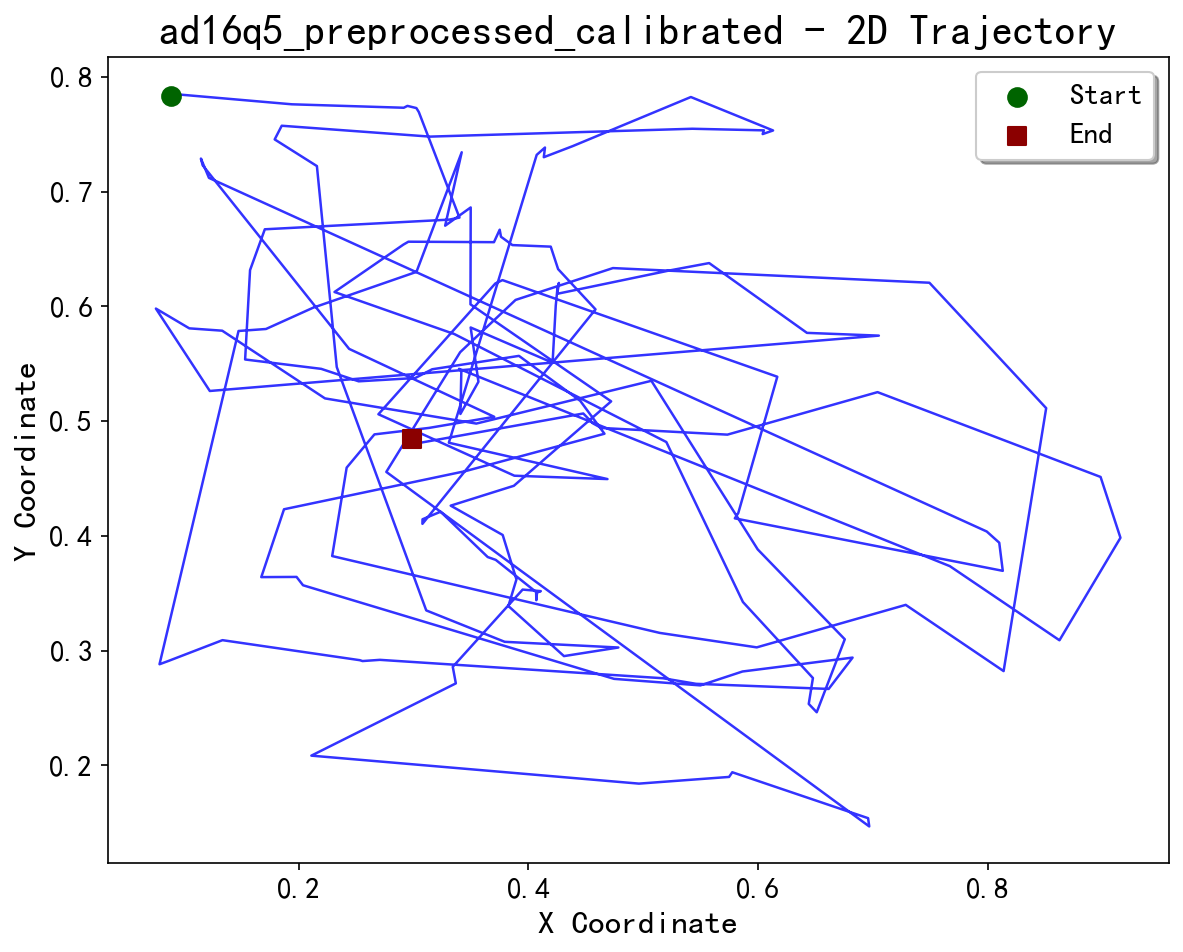 ad16q5_preprocessed_calibrated - 2D Trajectory
Start
End
0.8
0.7
0.6
0.5
0.4
0.3
0.2
Y Coordinate
0.2
0.4
0.6
0.8
X Coordinate